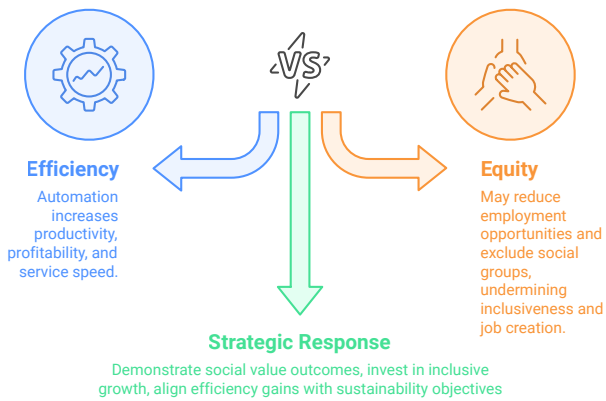 VS
Efficiency
Automation
increases
productivity,
profitability, and
service speed.
Equity
May reduce
employment
opportunities and
exclude social
groups,
undermining
inclusiveness and
job creation.
Strategic Response
Demonstrate social value outcomes, invest in inclusive
growth, align efficiency gains with sustainability objectives